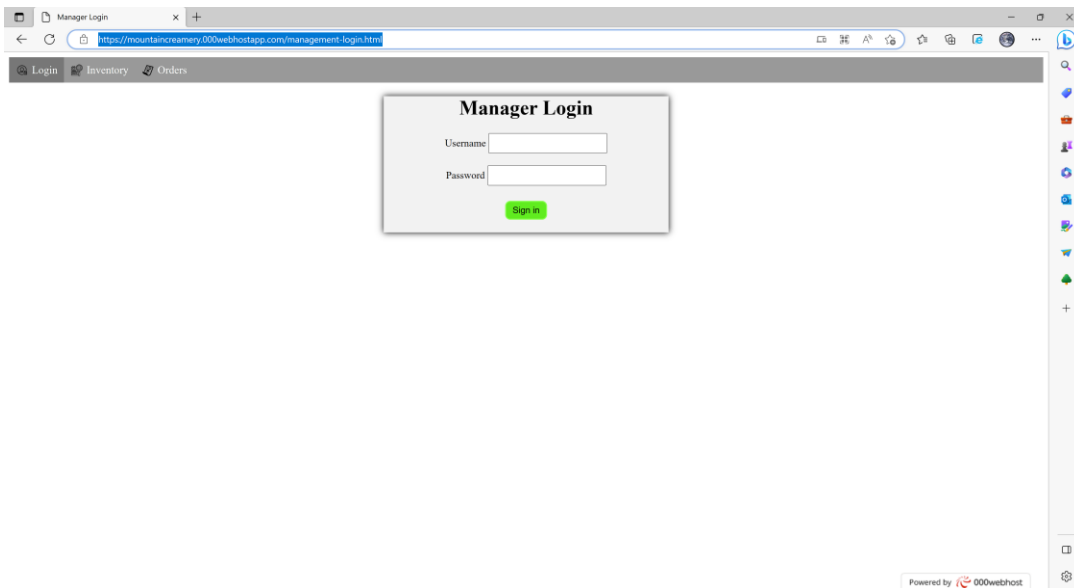 Manager Login
https://mountaincreamery.000webhostapp.com/management-login.html
Login Inventory Orders
Manager Login
Username
Password
Sign in
Powered by 000webhost